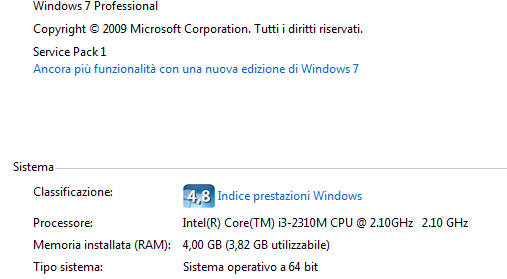 Windows 7 Professional
Copyright © 2009 Microsoft Corporation. Tutti i diritti riservati.
Service Pack 1
Ancora più funzionalità con una nuova edizione di Windows 7
Sistema
Classificazione: 4,8 Indice prestazioni Windows
Processore: Intel(R) Core(TM) i3-2310M CPU @ 2.10GHz 2.10 GHz
Memoria installata (RAM): 4,00 GB (3,82 GB utilizzabile)
Tipo sistema: Sistema operativo a 64 bit